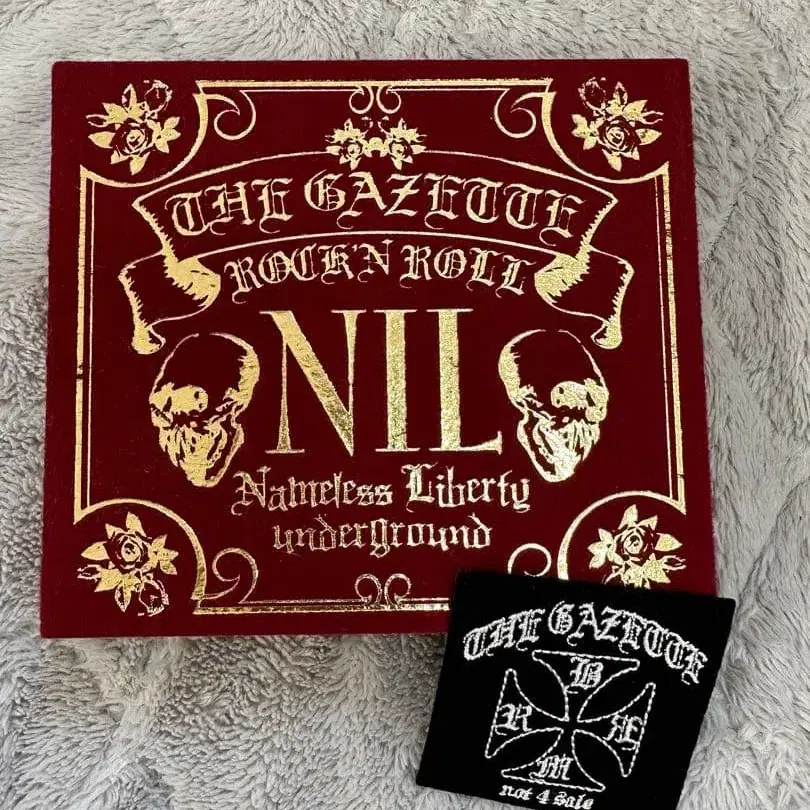 THE GAZETTE
ROCK'N ROLL
NIL
Nameless Liberty
underground
THE GAZETTE
B
R
M
not 4 sale